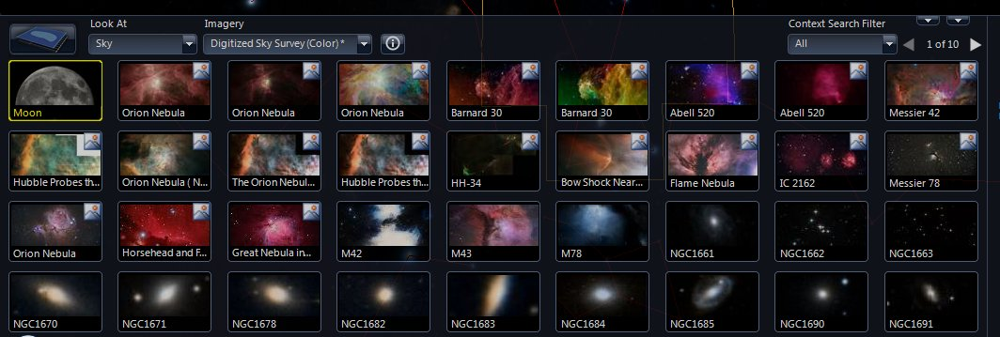 Look At
Imagery
Context Search Filter
Sky
Digitized Sky Survey (Color) *
All
1 of 10
Moon
Orion Nebula
Orion Nebula
Orion Nebula
Barnard 30
Barnard 30
Abell 520
Abell 520
Messier 42
Hubble Probes th...
Orion Nebula ( N...
The Orion Nebul...
Hubble Probes th...
HH-34
Bow Shock Near...
Flame Nebula
IC 2162
Messier 78
Orion Nebula
Horsehead and F...
Great Nebula in...
M42
M43
M78
NGC1661
NGC1662
NGC1663
NGC1670
NGC1671
NGC1678
NGC1682
NGC1683
NGC1684
NGC1685
NGC1690
NGC1691